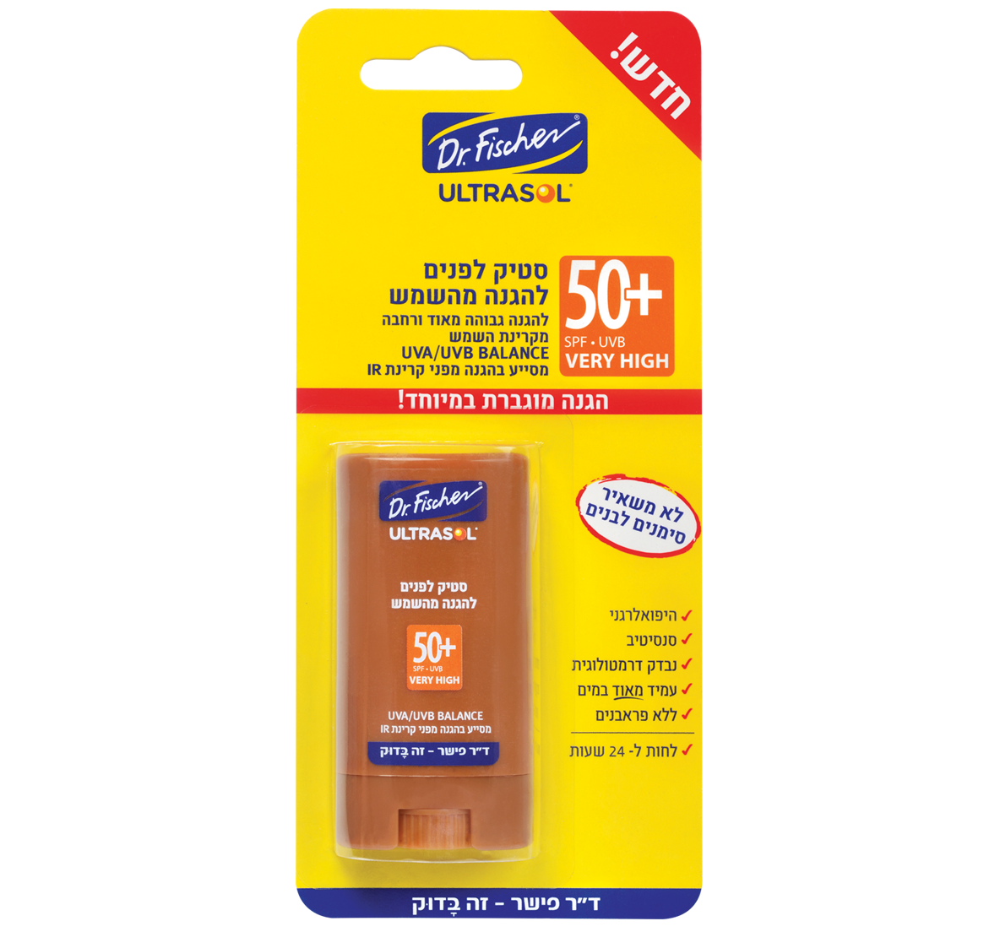 חדש!
Dr. Fischer®
ULTRASOL®
סטיק לפנים
להגנה מהשמש
להגנה גבוהה מאוד ורחבה
מקרינת השמש
UVA/UVB BALANCE
מסייע בהגנה מפני קרינת IR
50+
SPF • UVB
VERY HIGH
הגנה מוגברת במיוחד!
Dr. Fischer®
ULTRASOL®
סטיק לפנים
להגנה מהשמש
50+
SPF • UVB
VERY HIGH
UVA/UVB BALANCE
מסייע בהגנה מפני קרינת IR
ד״ר פישר – זה בָּדוּק
לא משאיר
סימנים לבנים
✓ היפואלרגני
✓ סנסיטיב
✓ נבדק דרמטולוגית
✓ עמיד מאוד במים
✓ ללא פראבנים
✓ לחות ל- 24 שעות
ד״ר פישר – זה בָּדוּק